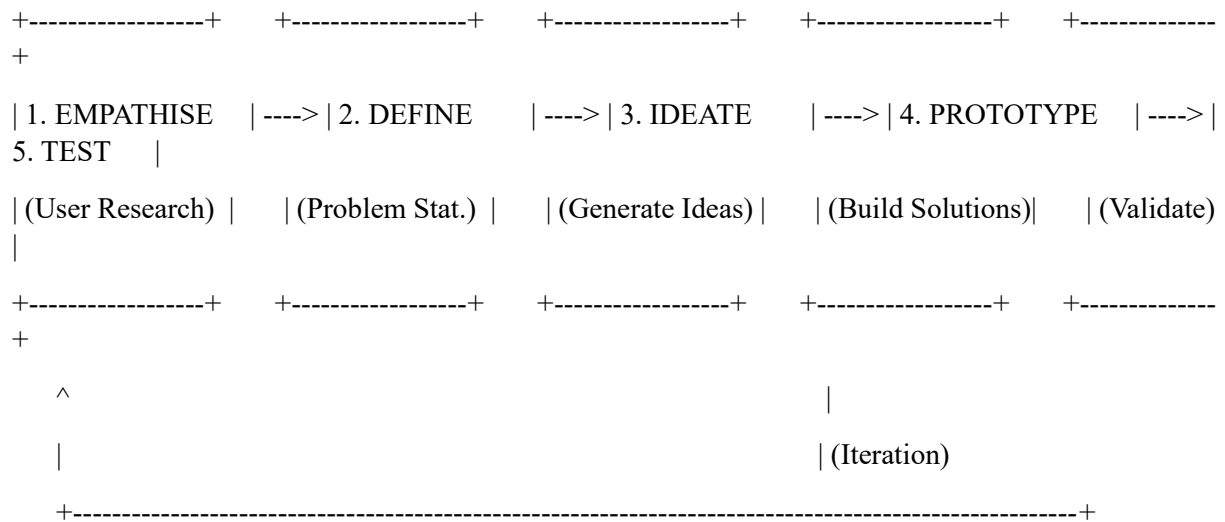 +------------------+ +------------------+ +------------------+ +------------------+ +--------------
+
| 1. EMPATHISE | ----> | 2. DEFINE | ----> | 3. IDEATE | ----> | 4. PROTOTYPE | ----> |
5. TEST |
| (User Research) | | (Problem Stat.) | | (Generate Ideas) | | (Build Solutions)| | (Validate)
|
+------------------+ +------------------+ +------------------+ +------------------+ +--------------
+
^ |
| | (Iteration)
+-------------------------------------------------------------------------------------------------------+